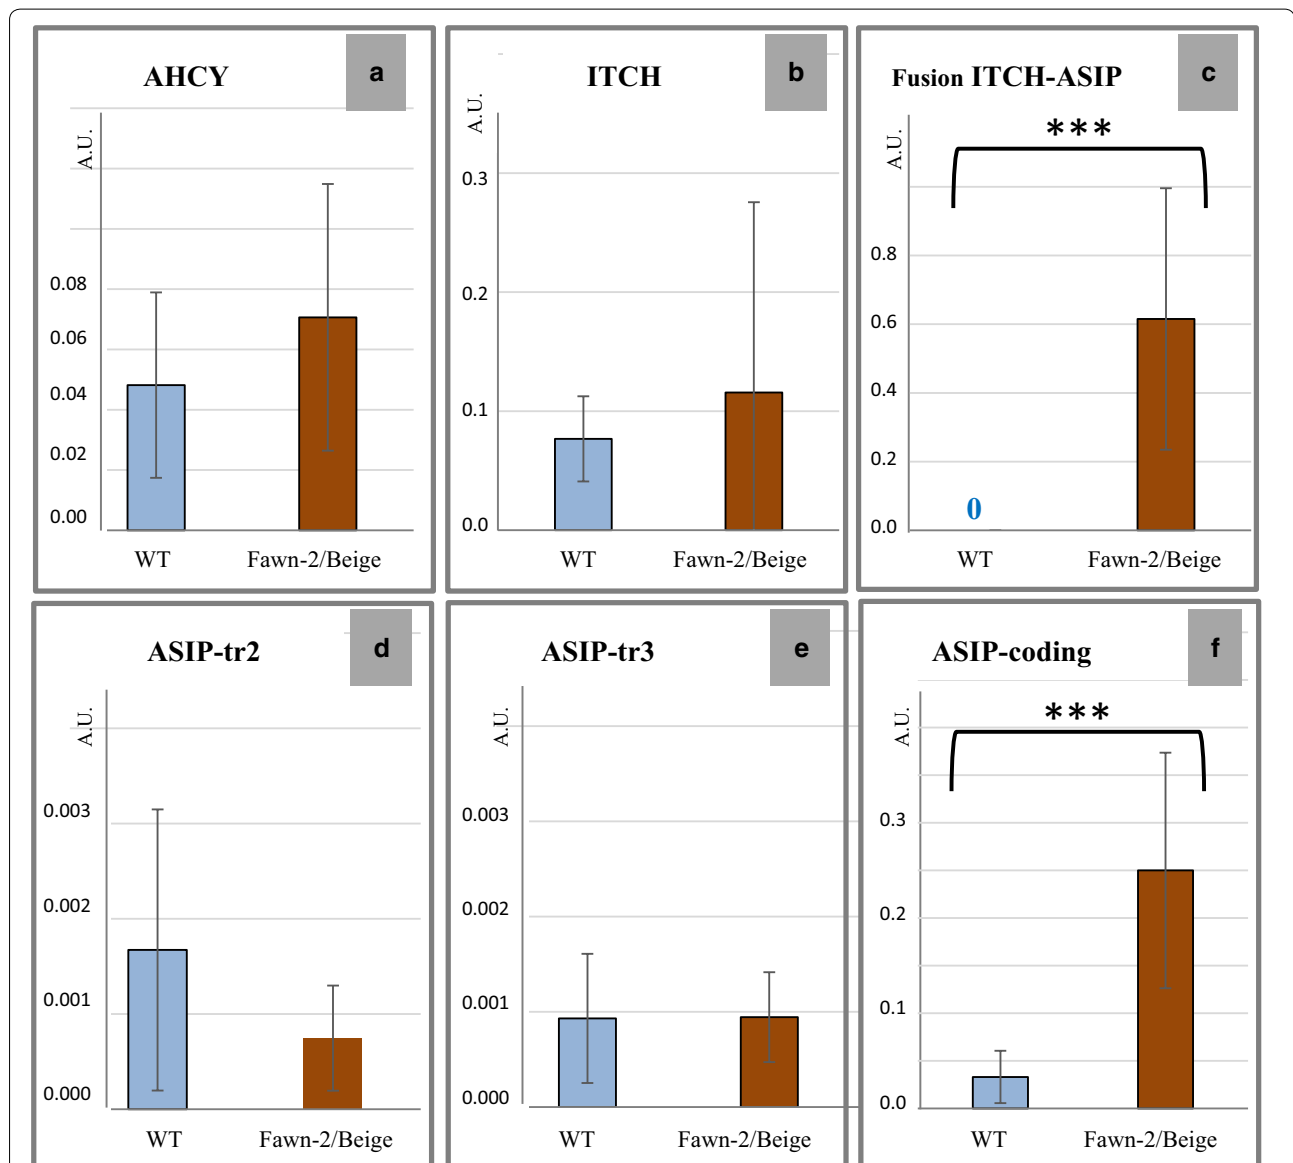 AHCY
a
A.U.
0.08
0.06
0.04
0.02
0.00
WT
Fawn-2/Beige
ITCH
b
A.U.
0.3
0.2
0.1
0.0
WT
Fawn-2/Beige
Fusion ITCH-ASIP
c
A.U.
***
0.8
0.6
0.4
0.2
0.0
0
WT
Fawn-2/Beige
ASIP-tr2
d
A.U.
0.003
0.002
0.001
0.000
WT
Fawn-2/Beige
ASIP-tr3
e
A.U.
0.003
0.002
0.001
0.000
WT
Fawn-2/Beige
ASIP-coding
f
A.U.
***
0.3
0.2
0.1
0.0
WT
Fawn-2/Beige